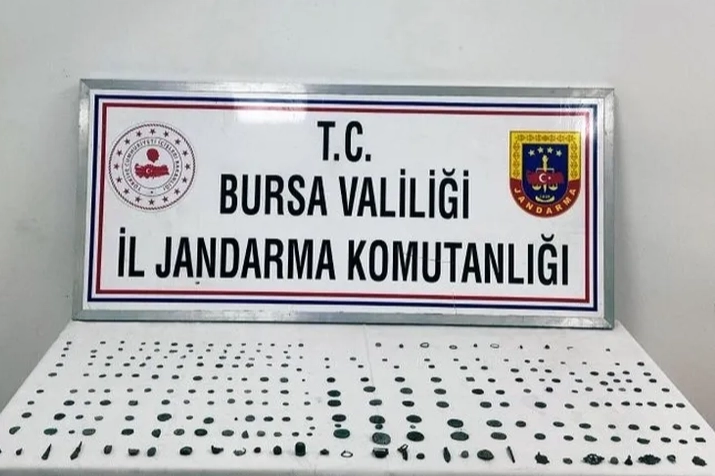 T.C.
BURSA VALİLİĞİ
İL JANDARMA KOMUTANLIĞI
JANDARMA